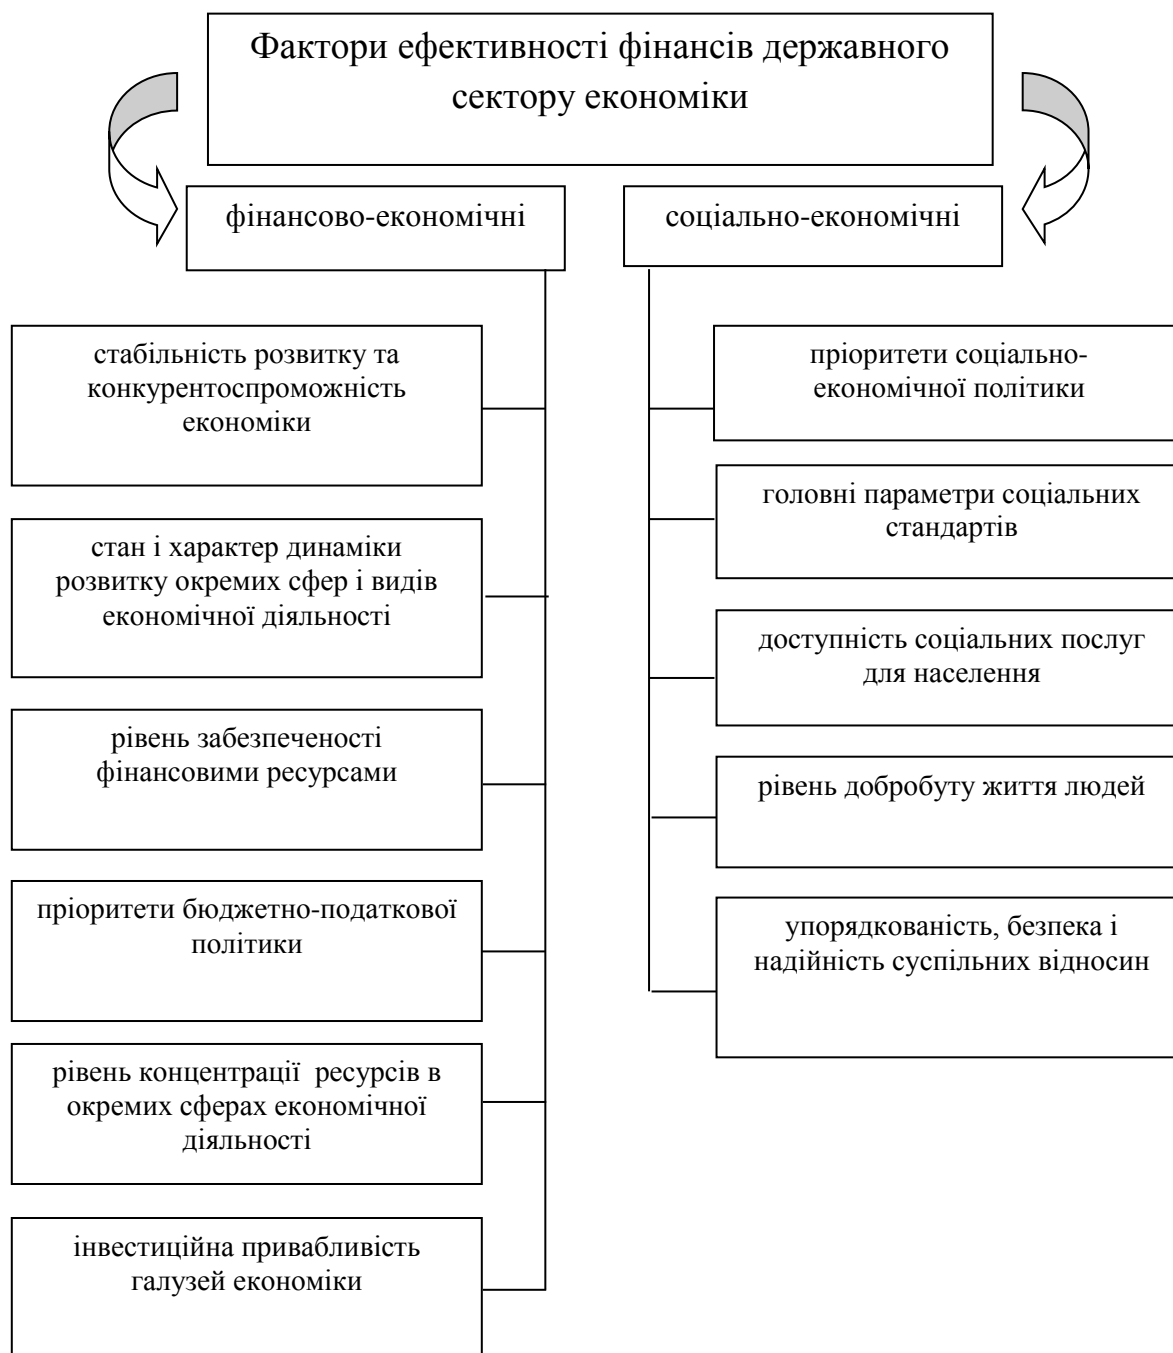 Фактори ефективності фінансів державного
сектору економіки
фінансово-економічні
соціально-економічні
стабільність розвитку та
конкурентоспроможність
економіки
стан і характер динаміки
розвитку окремих сфер і видів
економічної діяльності
рівень забезпеченості
фінансовими ресурсами
пріоритети бюджетно-податкової
політики
рівень концентрації ресурсів в
окремих сферах економічної
діяльності
інвестиційна привабливість
галузей економіки
пріоритети соціально-
економічної політики
головні параметри соціальних
стандартів
доступність соціальних послуг
для населення
рівень добробуту життя людей
упорядкованість, безпека і
надійність суспільних відносин